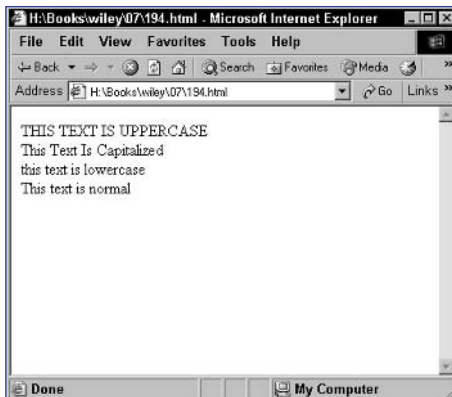 H:\Books\wiley\07\194.html - Microsoft Internet Explorer
File Edit View Favorites Tools Help
Back Search Favorites Media »
Address H:\Books\wiley\07\194.html Go Links »
THIS TEXT IS UPPERCASE
This Text Is Capitalized
this text is lowercase
This text is normal
Done My Computer